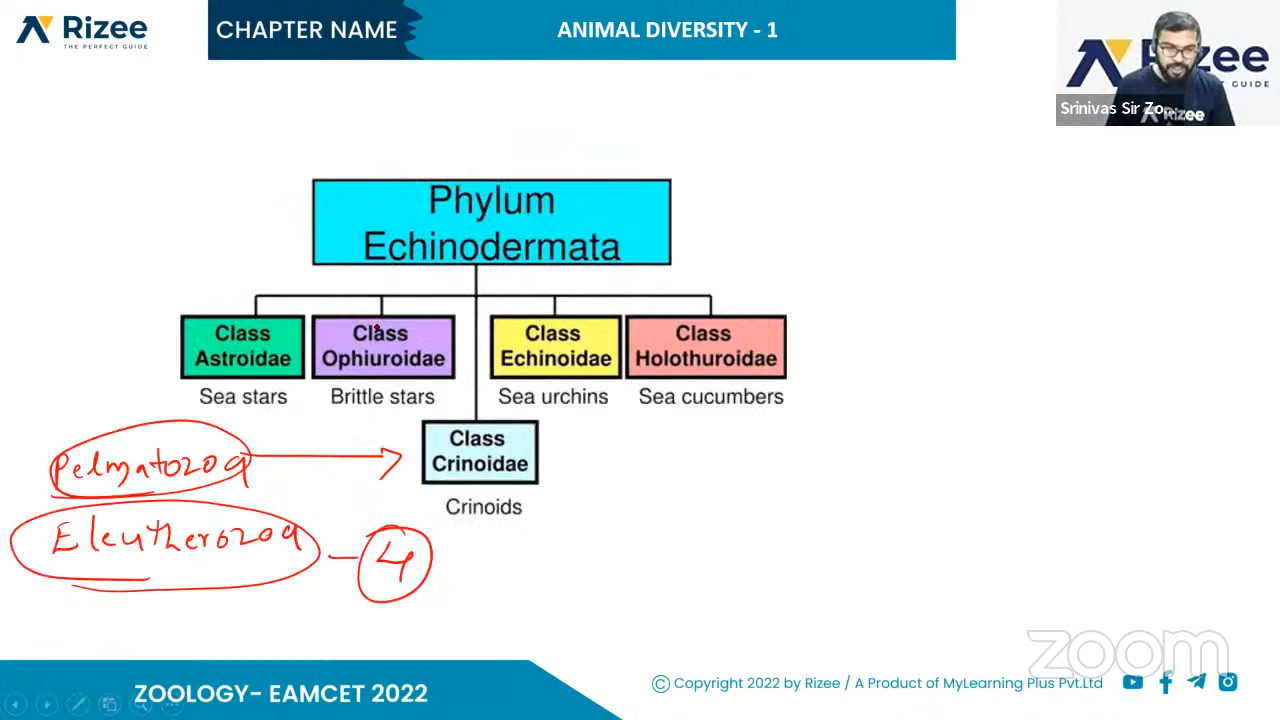 Rizee
THE PERFECT GUIDE
CHAPTER NAME
ANIMAL DIVERSITY - 1
Rizee
GUIDE
Srinivas Sir Zo...
Rizee
Phylum
Echinodermata
Class
Astroidae
Sea stars
Class
Ophiuroidae
Brittle stars
Class
Echinoidae
Sea urchins
Class
Holothuroidae
Sea cucumbers
Class
Crinoidae
Crinoids
Pelmatozoa
Eleutherozoa - 4
zoom
ZOOLOGY- EAMCET 2022
© Copyright 2022 by Rizee / A Product of MyLearning Plus Pvt.Ltd